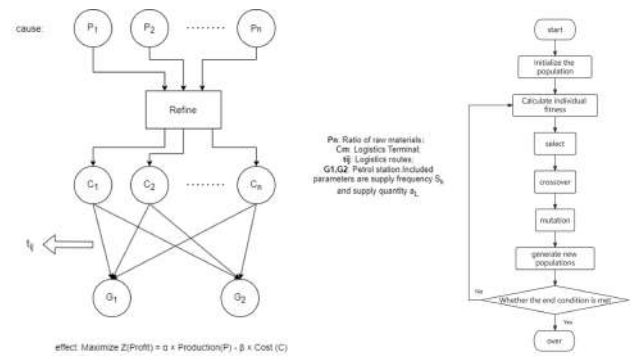 cause:
P1
P2
Pn
Refine
C1
C2
Cn
tij
G1
G2
effect: Maximize Z(Profit) = α × Production(P) - β × Cost (C)
Pn: Ratio of raw materials;
Cm: Logistics Terminal;
tij: Logistics routes;
G1,G2: Petrol station.Included
parameters are supply frequency
and supply quantity
start
Initialize the
population
Calculate individual
fitness
select
crossover
mutation
generate new
populations
No
Whether the end condition is met
Yes
over